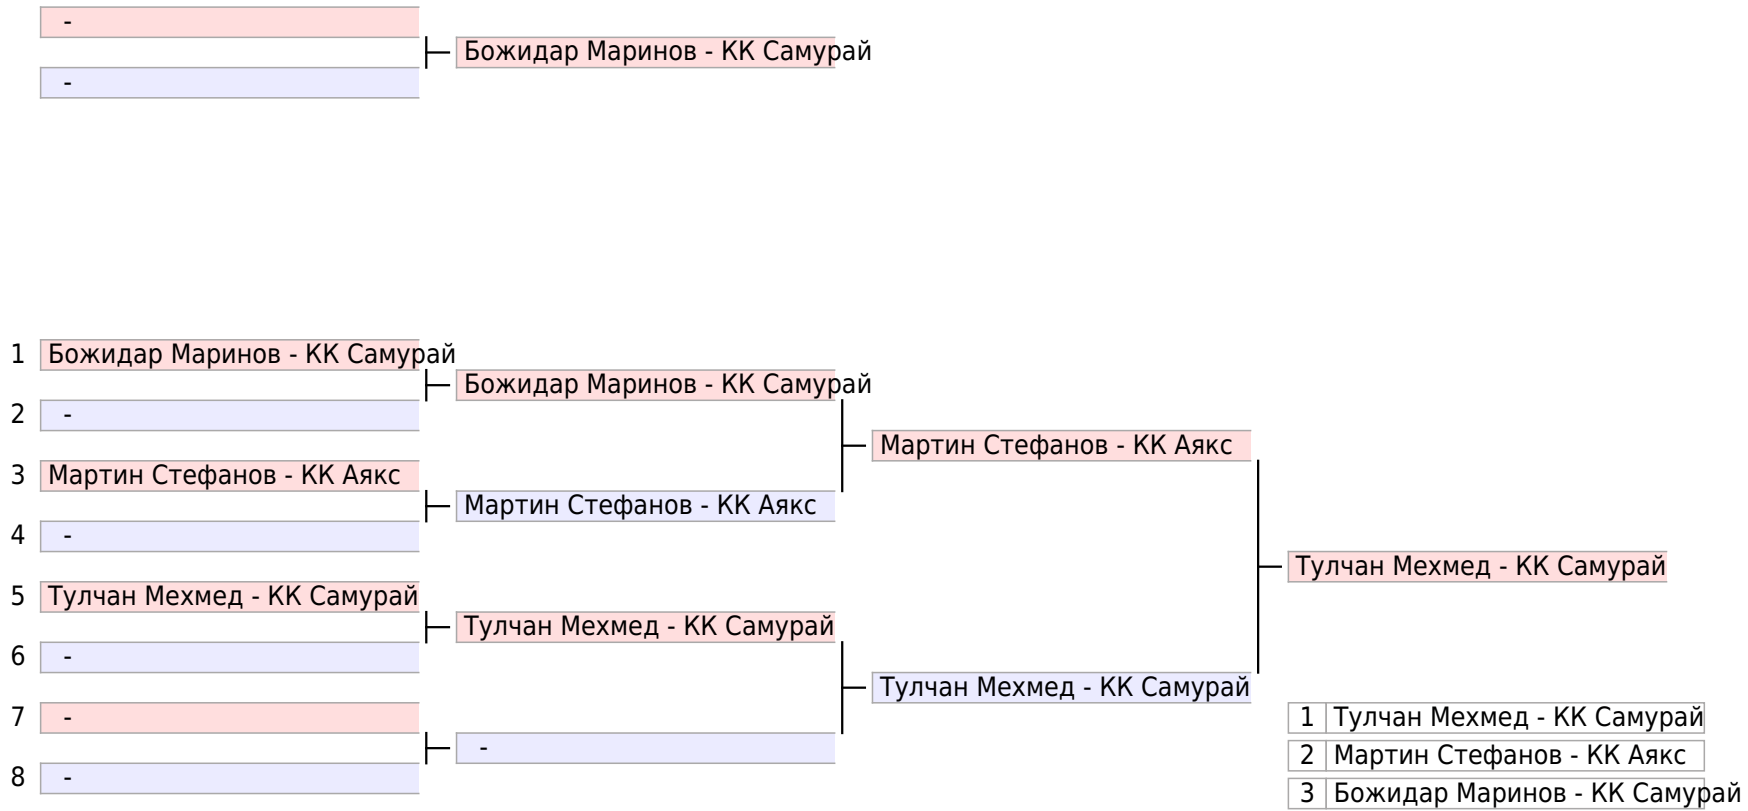 -
Божидар Маринов - КК Самурай
-
1 Божидар Маринов - КК Самурай
Божидар Маринов - КК Самурай
2 -
Мартин Стефанов - КК Аякс
3 Мартин Стефанов - КК Аякс
Мартин Стефанов - КК Аякс
4 -
Тулчан Мехмед - КК Самурай
5 Тулчан Мехмед - КК Самурай
Тулчан Мехмед - КК Самурай
6 -
Тулчан Мехмед - КК Самурай
7 -
1 Тулчан Мехмед - КК Самурай
-
2 Мартин Стефанов - КК Аякс
8 -
3 Божидар Маринов - КК Самурай